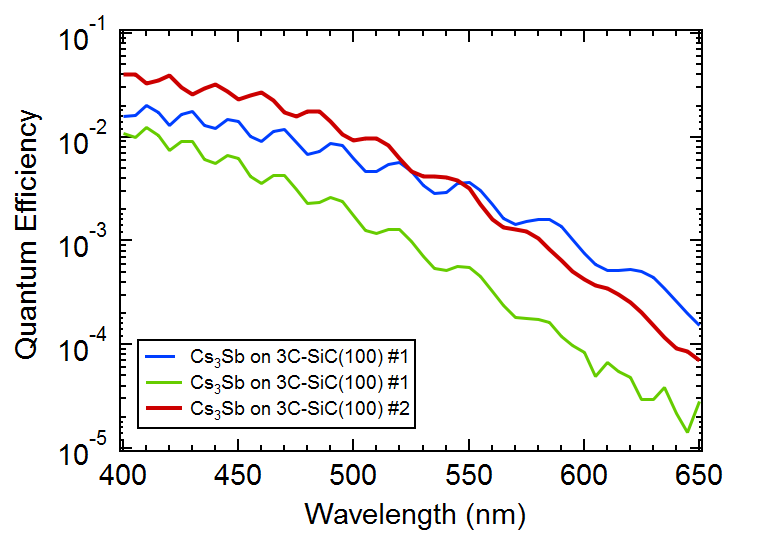 10⁻¹
10⁻²
10⁻³
10⁻⁴
10⁻⁵
Quantum Efficiency
Cs₃Sb on 3C-SiC(100) #1
Cs₃Sb on 3C-SiC(100) #1
Cs₃Sb on 3C-SiC(100) #2
400 450 500 550 600 650
Wavelength (nm)